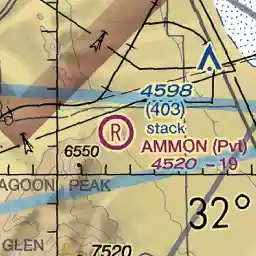 4598
(403)
stack
R
6550
AMMON (Pvt)
4520 - 19
AGOON PEAK
32°
GLEN
7520